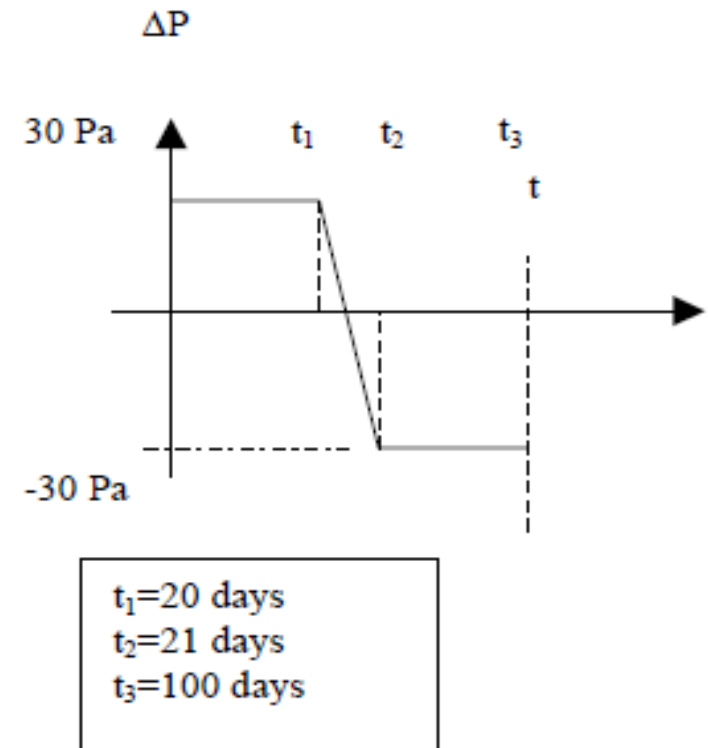 ΔP
30 Pa t₁ t₂ t₃
t
-30 Pa
t₁=20 days
t₂=21 days
t₃=100 days